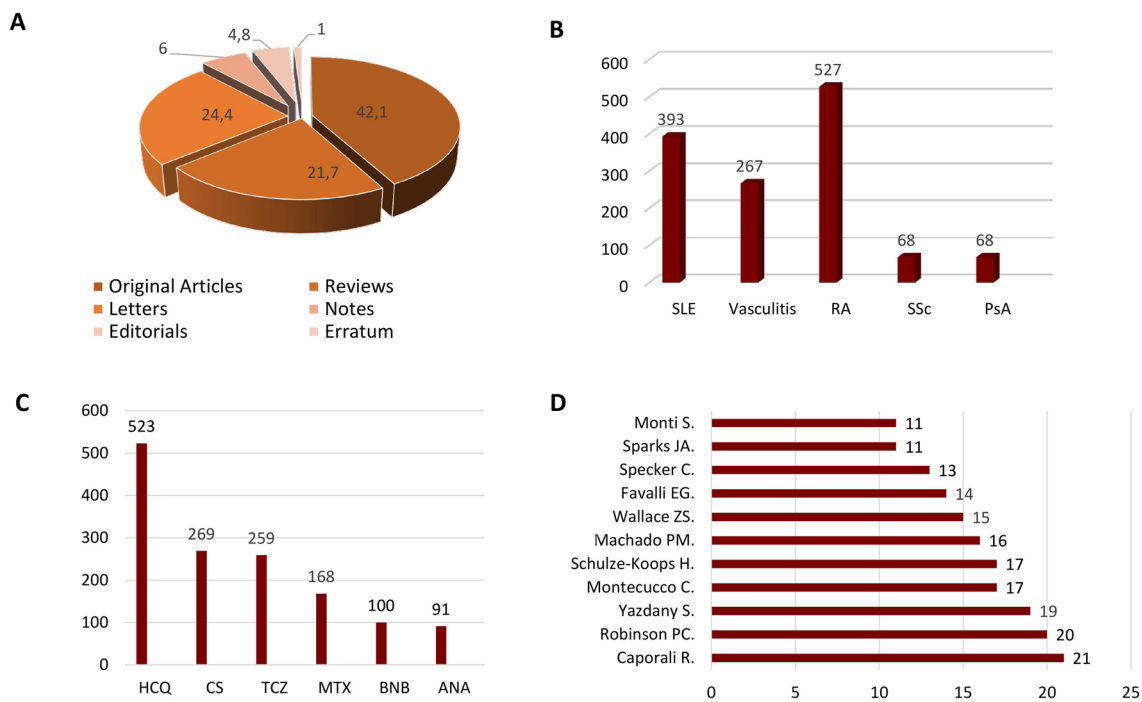 A
6
4,8
1
24,4
42,1
21,7
Original Articles
Reviews
Letters
Notes
Editorials
Erratum
B
600
500
400
300
200
100
0
393
267
527
68
68
SLE
Vasculitis
RA
SSc
PsA
C
600
500
400
300
200
100
0
523
269
259
168
100
91
HCQ
CS
TCZ
MTX
BNB
ANA
D
Monti S. 11
Sparks JA. 11
Specker C. 13
Favalli EG. 14
Wallace ZS. 15
Machado PM. 16
Schulze-Koops H. 17
Montecucco C. 17
Yazdany S. 19
Robinson PC. 20
Caporali R. 21
0 5 10 15 20 25